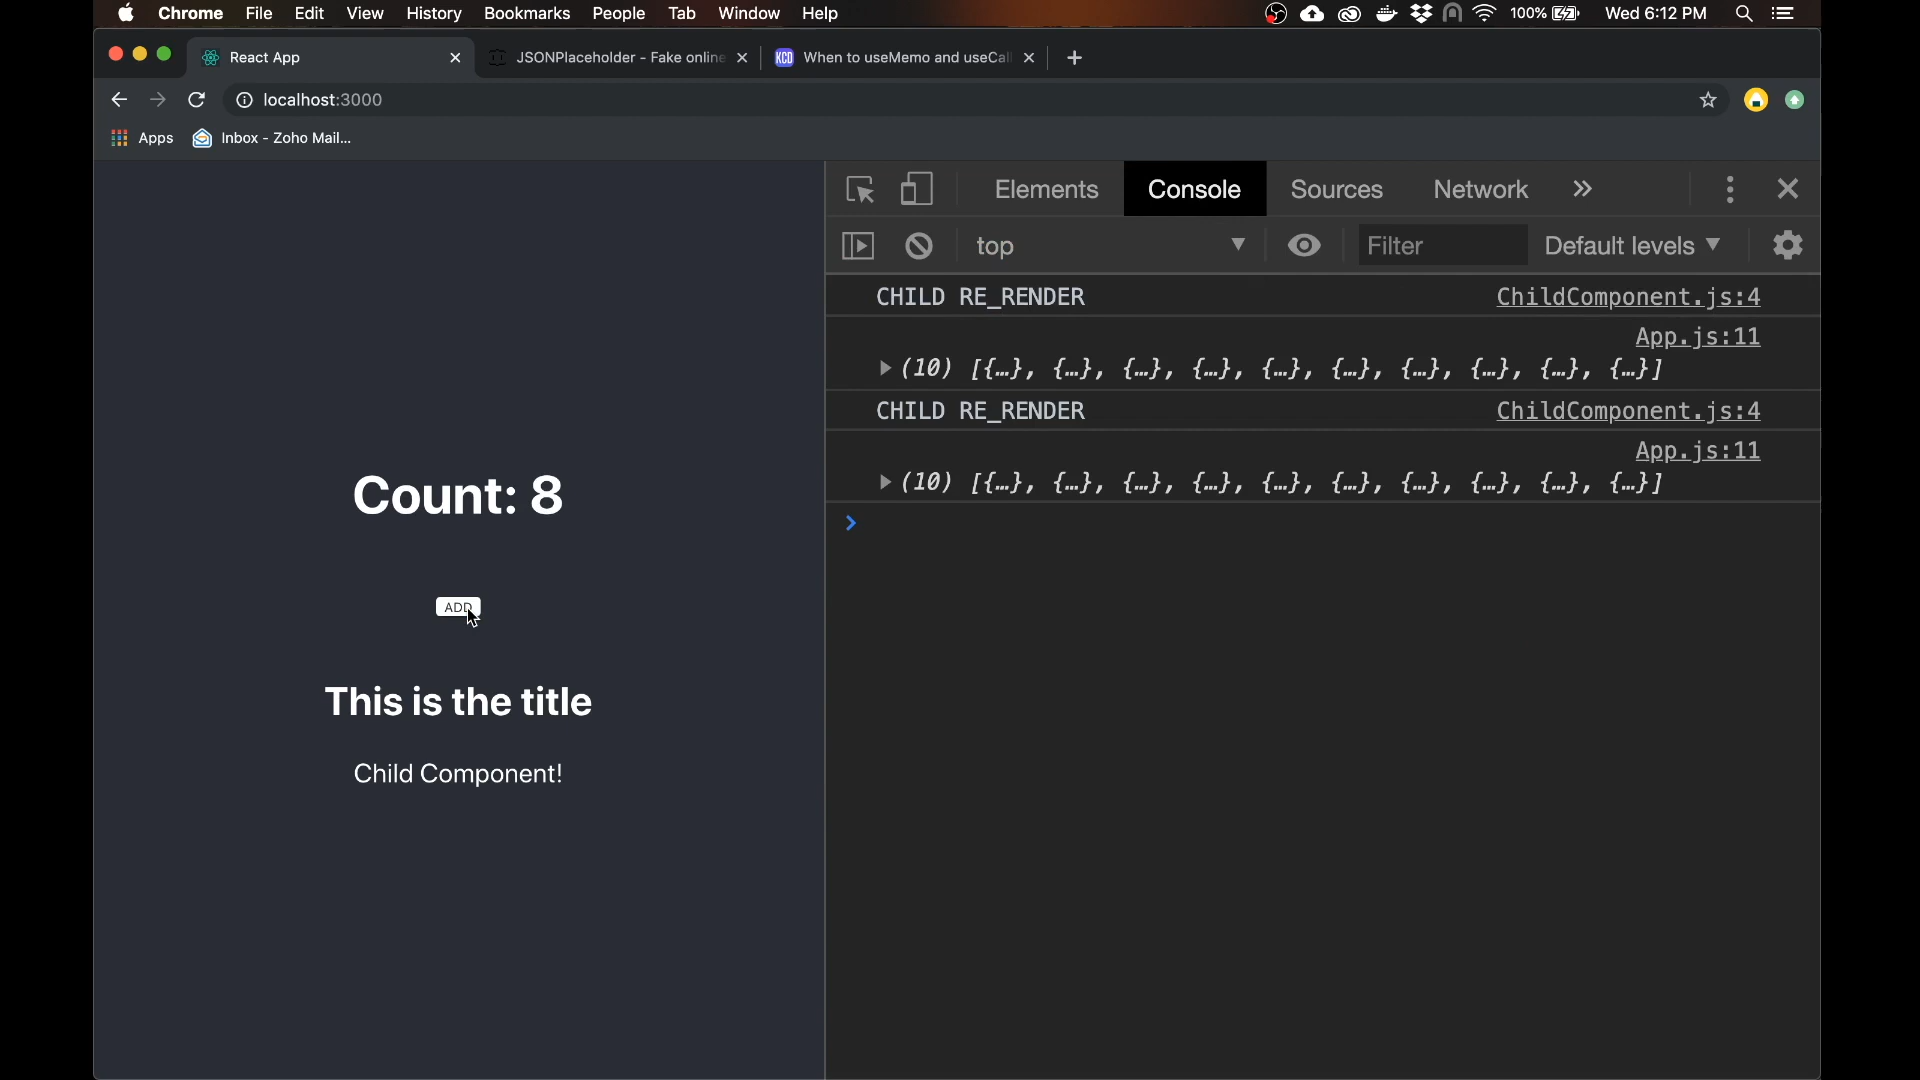 Chrome File Edit View History Bookmarks People Tab Window Help 100% Wed 6:12 PM
React App JSONPlaceholder - Fake online KCD When to useMemo and useCal
localhost:3000
Apps Inbox - Zoho Mail...
Elements Console Sources Network
top Filter Default levels
CHILD RE_RENDER ChildComponent.js:4
App.js:11
(10) [{…}, {…}, {…}, {…}, {…}, {…}, {…}, {…}, {…}, {…}]
CHILD RE_RENDER ChildComponent.js:4
App.js:11
(10) [{…}, {…}, {…}, {…}, {…}, {…}, {…}, {…}, {…}, {…}]
Count: 8
ADD
This is the title
Child Component!